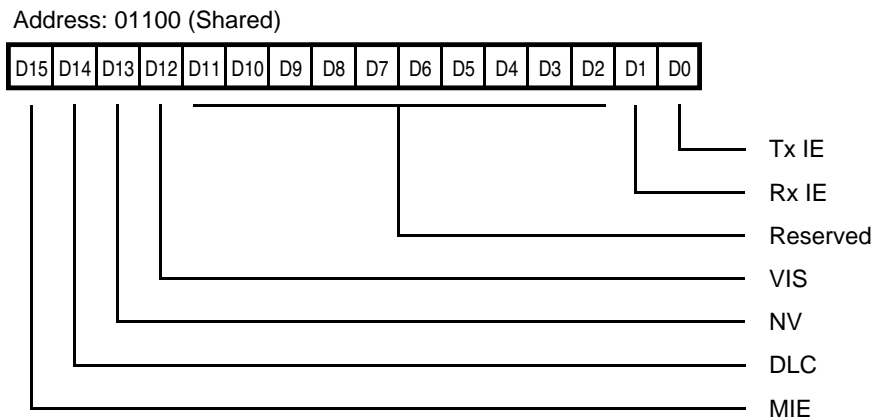 Address: 01100 (Shared)
D15 D14 D13 D12 D11 D10 D9 D8 D7 D6 D5 D4 D3 D2 D1 D0
Tx IE
Rx IE
Reserved
VIS
NV
DLC
MIE